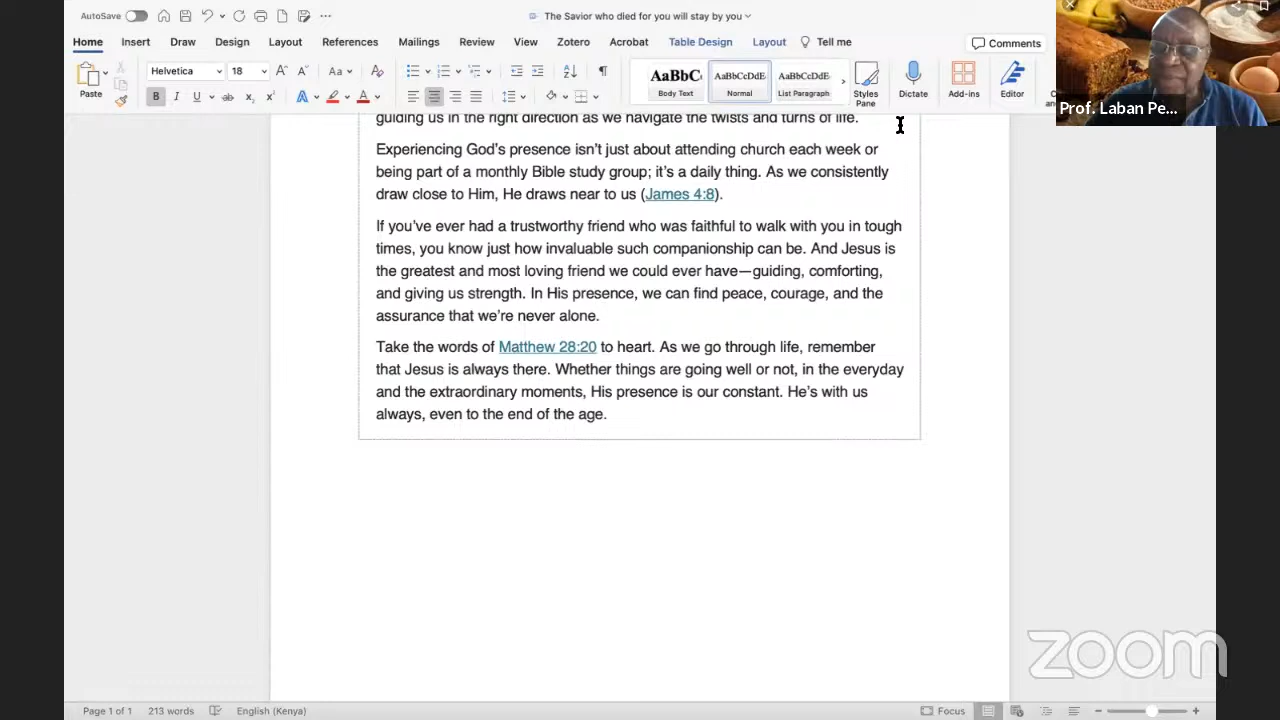 AutoSave
The Savior who died for you will stay by you
Home Insert Draw Design Layout References Mailings Review View Zotero Acrobat Table Design Layout Tell me
Comments
Paste
Helvetica 18
AaBbC AaBbCcDdE AaBbCcDdE
Body Text Normal List Paragraph
Styles Pane
Dictate
Add-ins
Editor
Prof. Laban Pe...
guiding us in the right direction as we navigate the twists and turns of life.
Experiencing God's presence isn't just about attending church each week or
being part of a monthly Bible study group; it's a daily thing. As we consistently
draw close to Him, He draws near to us (James 4:8).
If you've ever had a trustworthy friend who was faithful to walk with you in tough
times, you know just how invaluable such companionship can be. And Jesus is
the greatest and most loving friend we could ever have—guiding, comforting,
and giving us strength. In His presence, we can find peace, courage, and the
assurance that we're never alone.
Take the words of Matthew 28:20 to heart. As we go through life, remember
that Jesus is always there. Whether things are going well or not, in the everyday
and the extraordinary moments, His presence is our constant. He's with us
always, even to the end of the age.
zoom
Page 1 of 1 213 words English (Kenya) Focus